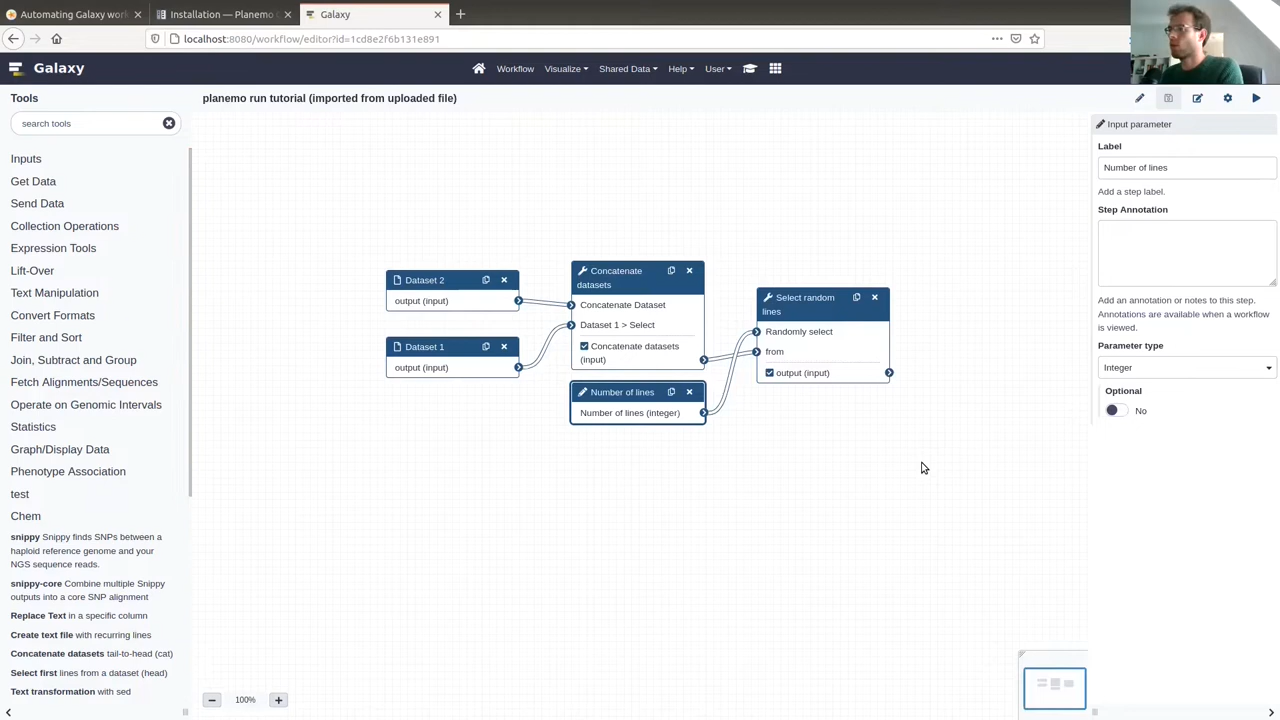 Automating Galaxy work
Installation — Planemo
Galaxy
localhost:8080/workflow/editor?id=1cd8e2f6b131e891
Galaxy
Workflow
Visualize
Shared Data
Help
User
Tools
search tools
Inputs
Get Data
Send Data
Collection Operations
Expression Tools
Lift-Over
Text Manipulation
Convert Formats
Filter and Sort
Join, Subtract and Group
Fetch Alignments/Sequences
Operate on Genomic Intervals
Statistics
Graph/Display Data
Phenotype Association
test
Chem
snippy Snippy finds SNPs between a
haploid reference genome and your
NGS sequence reads.
snippy-core Combine multiple Snippy
outputs into a core SNP alignment
Replace Text in a specific column
Create text file with recurring lines
Concatenate datasets tail-to-head (cat)
Select first lines from a dataset (head)
Text transformation with sed
planemo run tutorial (imported from uploaded file)
Dataset 2
output (input)
Dataset 1
output (input)
Concatenate
datasets
Concatenate Dataset
Dataset 1 > Select
Concatenate datasets
(input)
Number of lines
Number of lines (integer)
Select random
lines
Randomly select
from
output (input)
100%
Input parameter
Label
Number of lines
Add a step label.
Step Annotation
Add an annotation or notes to this step.
Annotations are available when a workflow
is viewed.
Parameter type
Integer
Optional
No